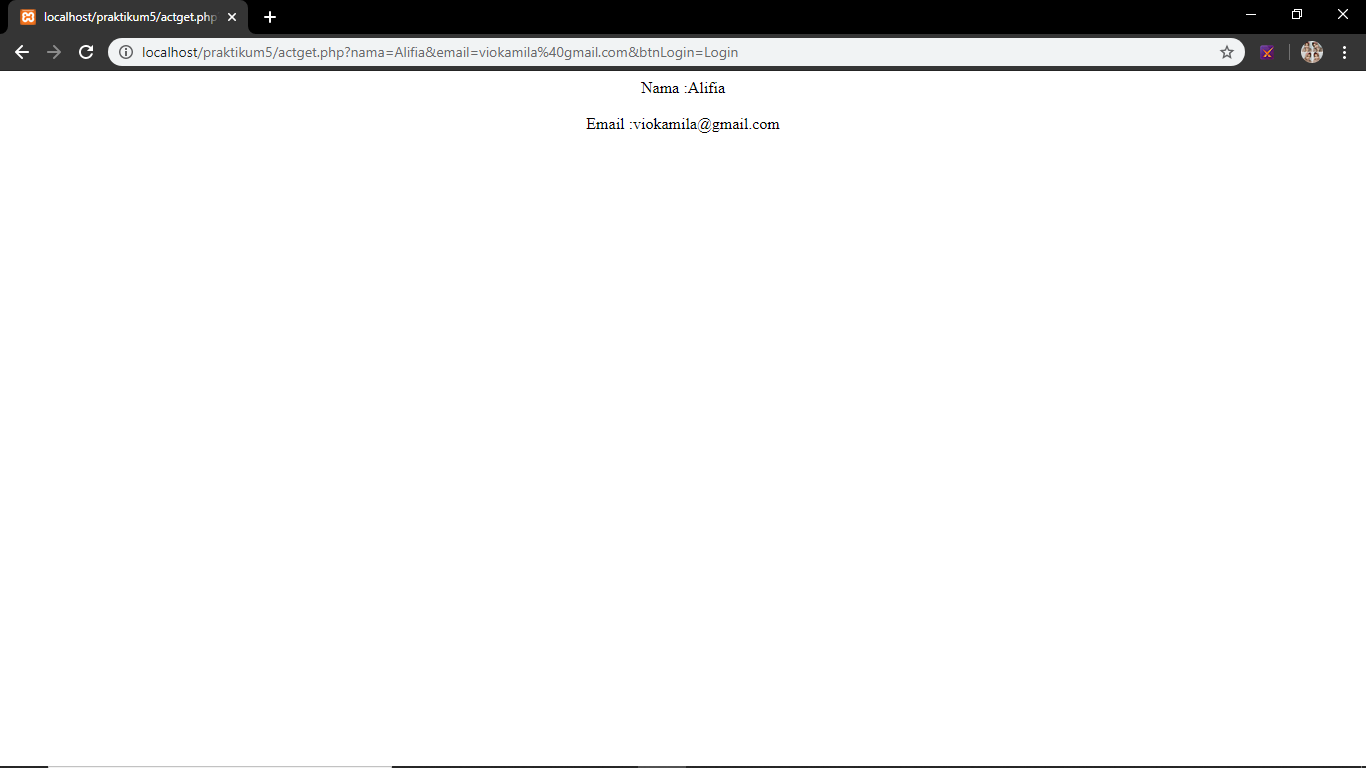 localhost/praktikum5/actget.php
localhost/praktikum5/actget.php?nama=Alifia&email=viokamila%40gmail.com&btnLogin=Login
Nama :Alifia
Email :viokamila@gmail.com